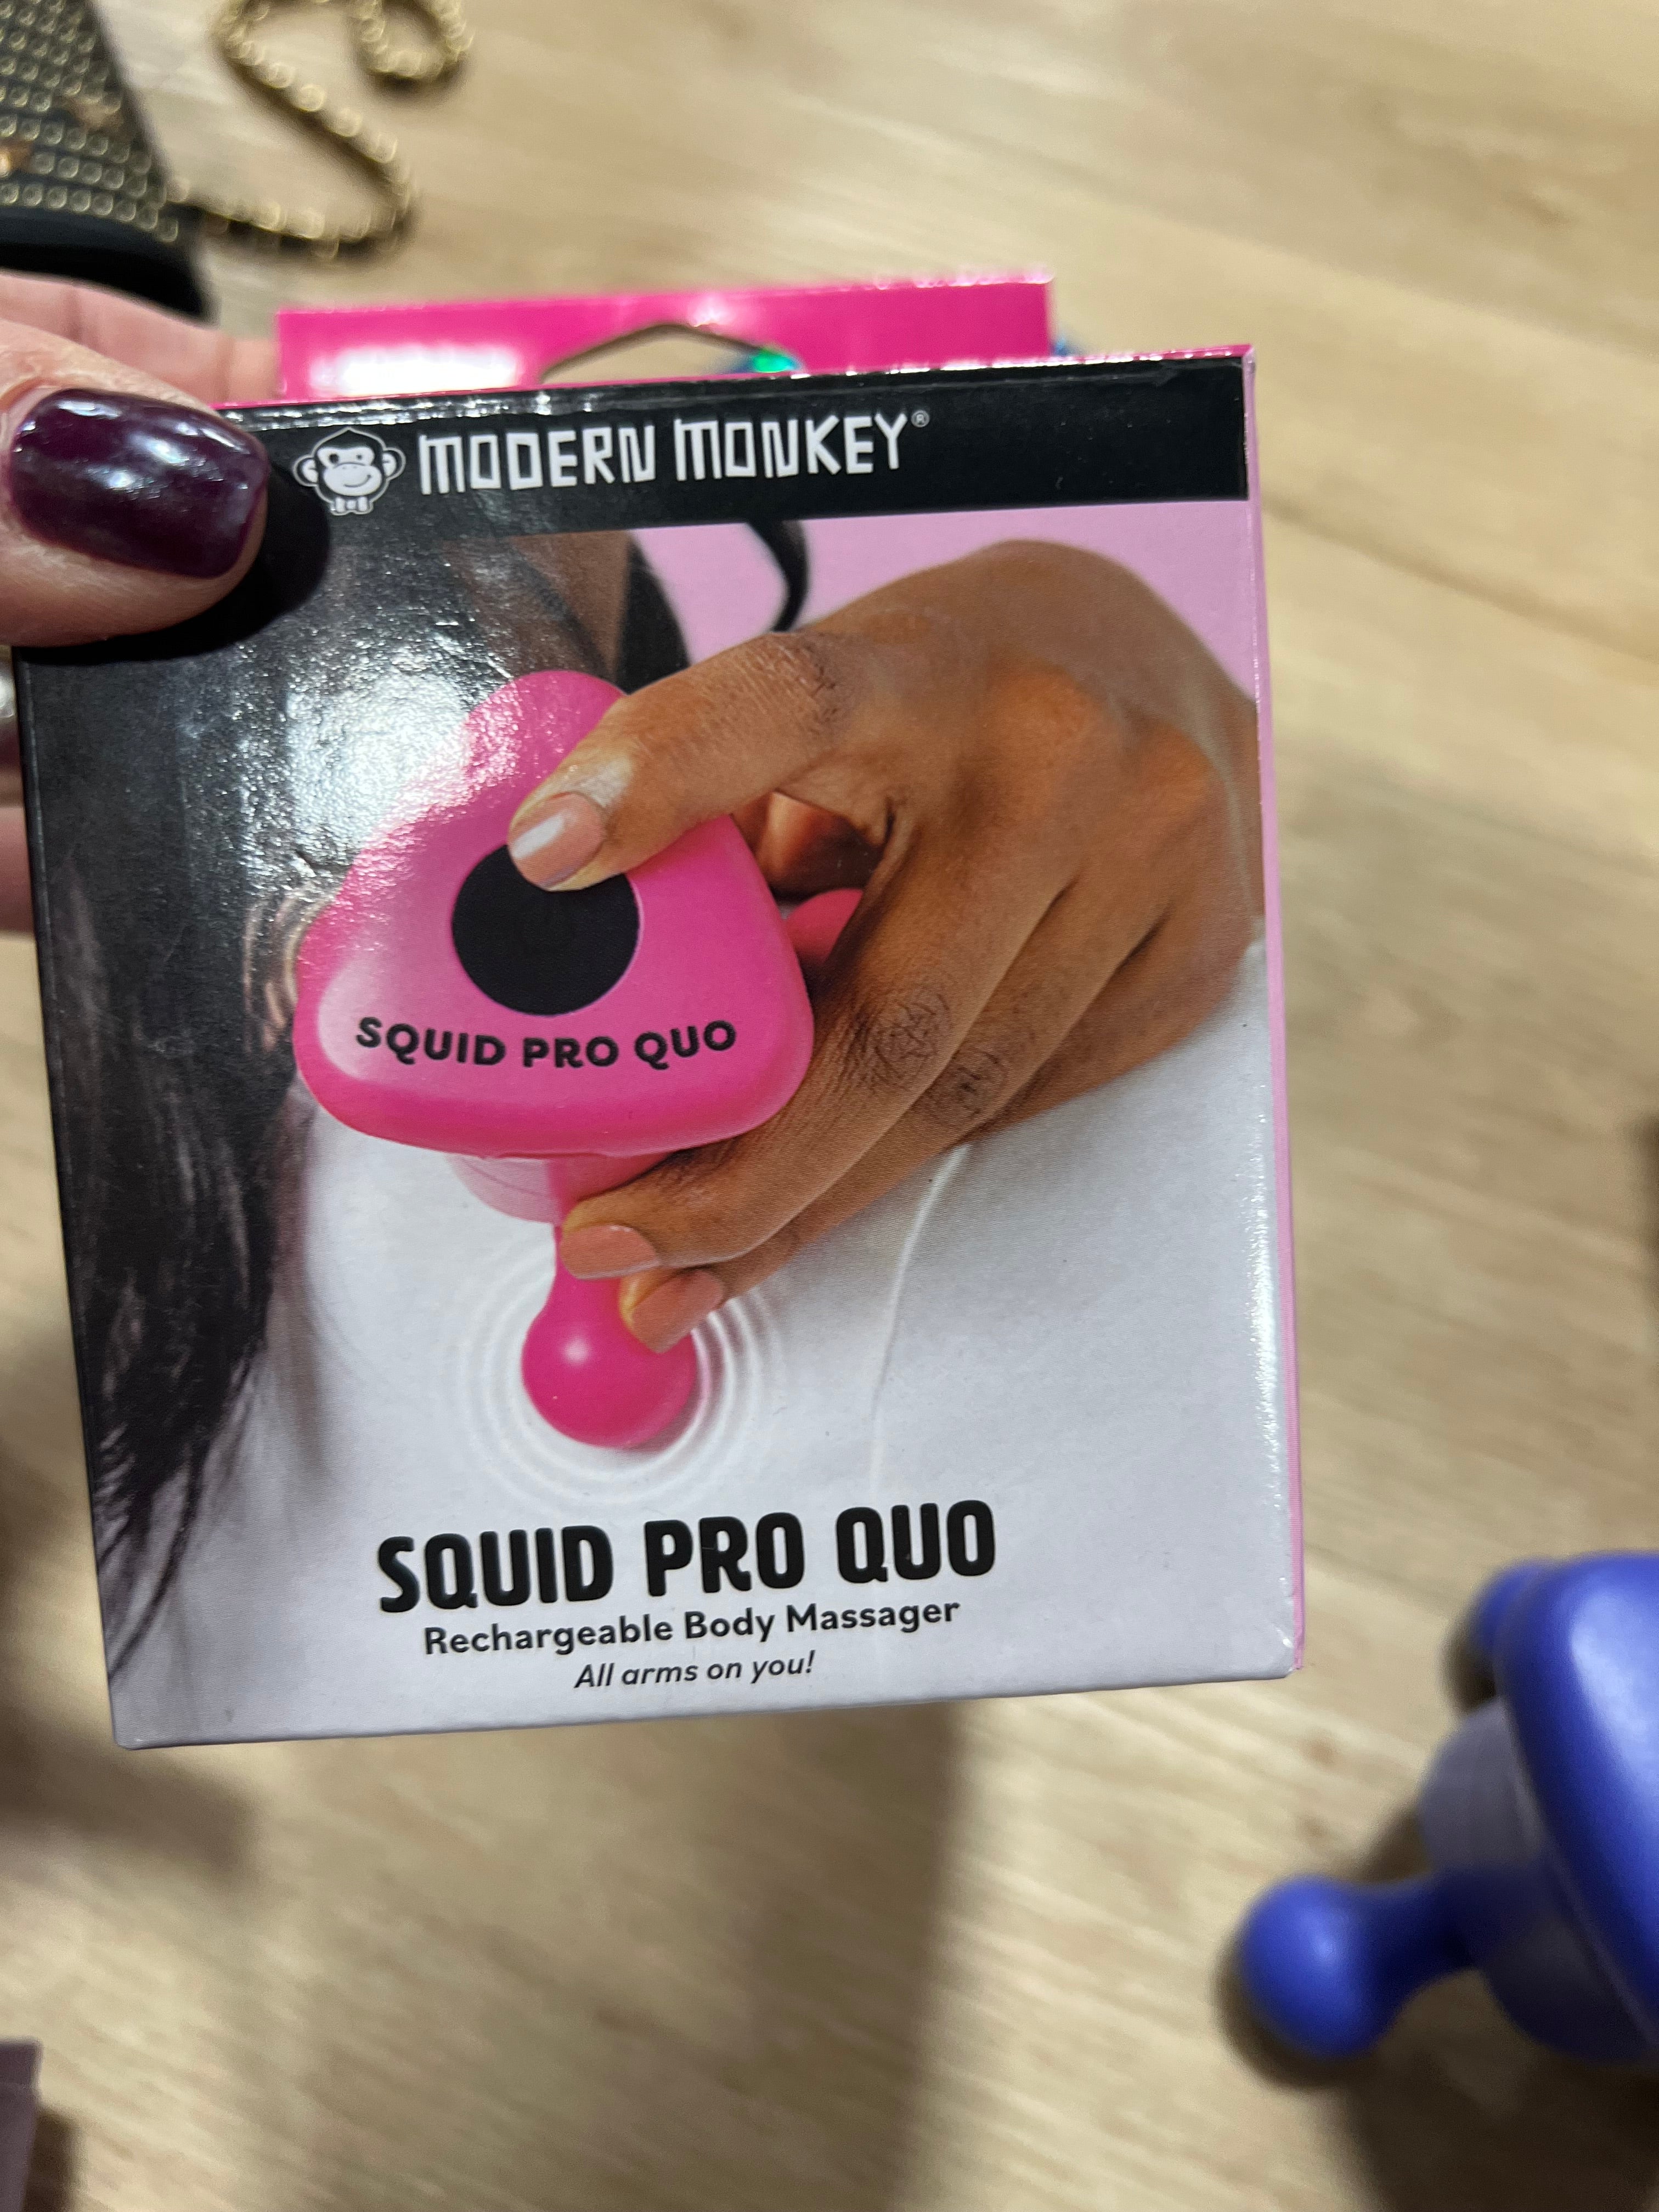 MODERN MONKEY®
SQUID PRO QUO
SQUID PRO QUO
Rechargeable Body Massager
All arms on you!